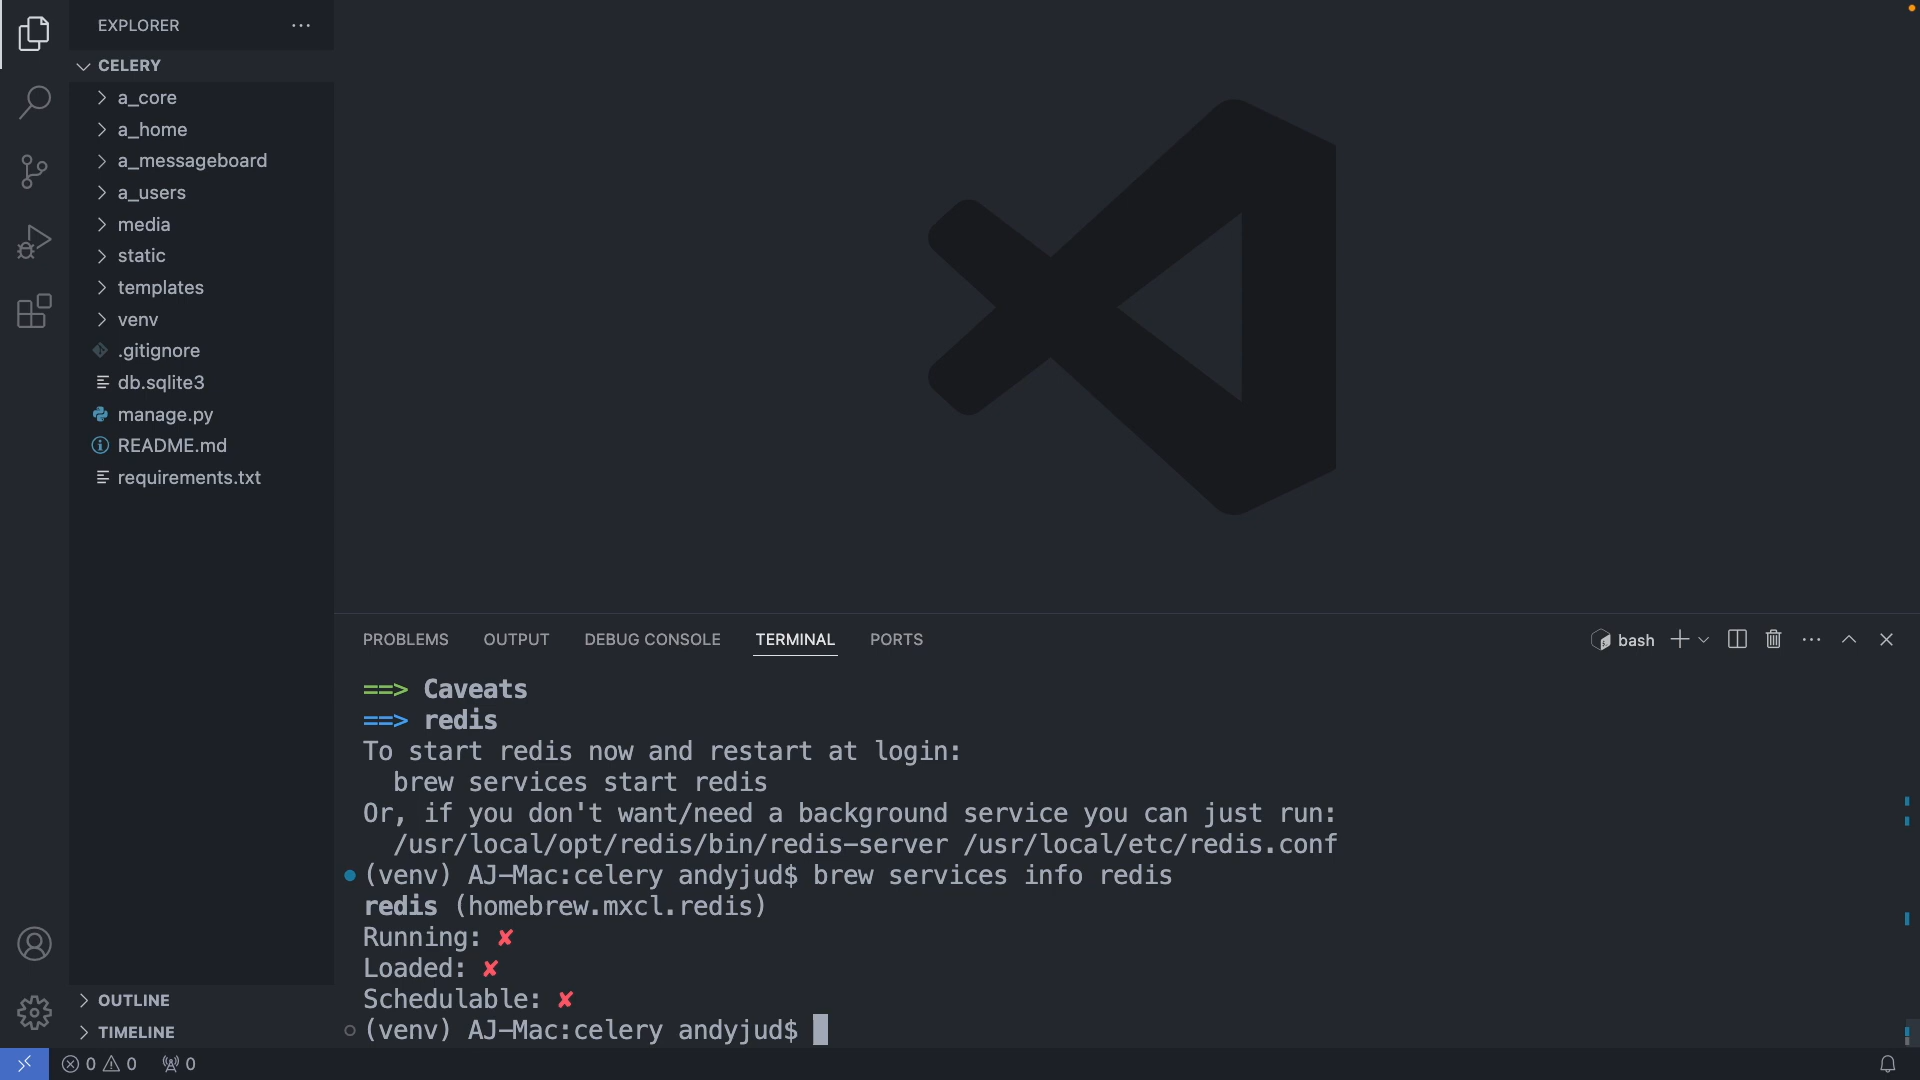 EXPLORER
CELERY
a_core
a_home
a_messageboard
a_users
media
static
templates
venv
.gitignore
db.sqlite3
manage.py
README.md
requirements.txt
OUTLINE
TIMELINE
PROBLEMS OUTPUT DEBUG CONSOLE TERMINAL PORTS
bash
==> Caveats
==> redis
To start redis now and restart at login:
brew services start redis
Or, if you don't want/need a background service you can just run:
/usr/local/opt/redis/bin/redis-server /usr/local/etc/redis.conf
(venv) AJ-Mac:celery andyjud$ brew services info redis
redis (homebrew.mxcl.redis)
Running: ✘
Loaded: ✘
Schedulable: ✘
(venv) AJ-Mac:celery andyjud$
0 0 0